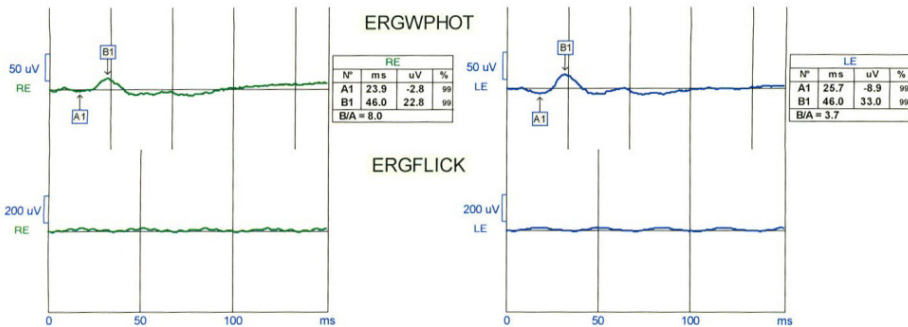 ERGWPHOT
B1
50 uV
RE
A1
RE
N° ms uV %
A1 23.9 -2.8 99
B1 46.0 22.8 99
B/A = 8.0
B1
50 uV
LE
A1
LE
N° ms uV %
A1 25.7 -8.9 99
B1 46.0 33.0 99
B/A = 3.7
ERGFLICK
200 uV
RE
0 50 100 ms
200 uV
LE
0 50 100 ms